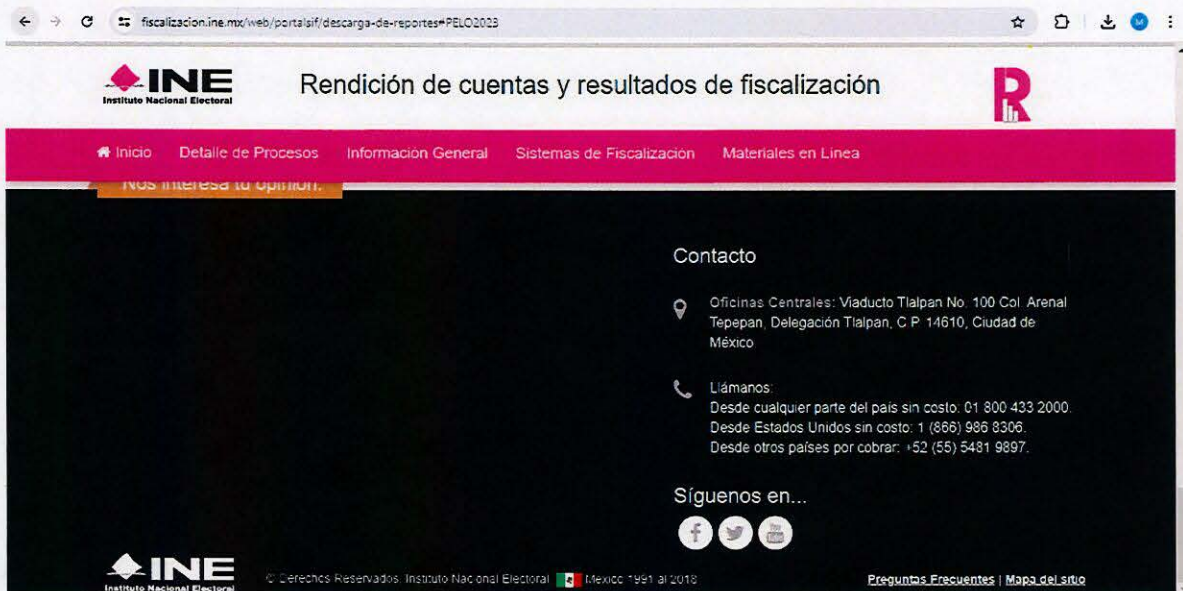 fiscalizacion.ine.mx/web/portalsif/descarga-de-reportes#PELO2023
M
INE
Instituto Nacional Electoral
Rendición de cuentas y resultados de fiscalización
R
Inicio
Detalle de Procesos
Información General
Sistemas de Fiscalización
Materiales en Línea
Nos interesa tu opinión.
Contacto
Oficinas Centrales: Viaducto Tlalpan No. 100 Col. Arenal
Tepepan, Delegación Tlalpan, C.P. 14610, Ciudad de
México
Llámanos:
Desde cualquier parte del país sin costo: 01 800 433 2000.
Desde Estados Unidos sin costo: 1 (866) 986 8306.
Desde otros países por cobrar: +52 (55) 5481 9897.
Síguenos en...
You Tube
INE
Instituto Nacional Electoral
© Derechos Reservados, Instituto Nacional Electoral México 1991 al 2018
Preguntas Frecuentes | Mapa del sitio